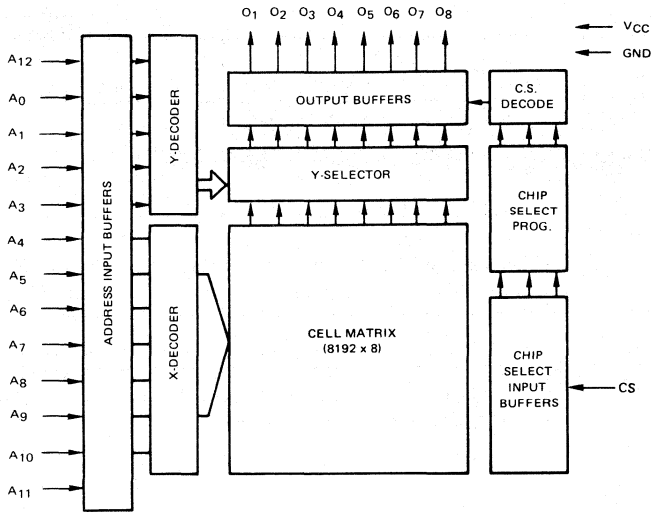 O1 O2 O3 O4 O5 O6 O7 O8
VCC
GND
A12
A0
A1
A2
A3
A4
A5
A6
A7
A8
A9
A10
A11
ADDRESS INPUT BUFFERS
Y-DECODER
X-DECODER
OUTPUT BUFFERS
Y-SELECTOR
CELL MATRIX
(8192 x 8)
C.S.
DECODE
CHIP
SELECT
PROG.
CHIP
SELECT
INPUT
BUFFERS
CS